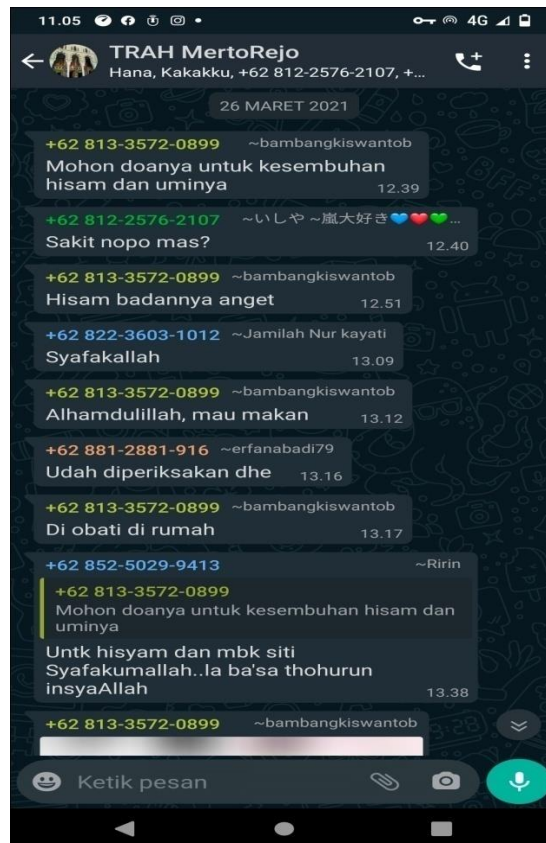 11.05 4G
TRAH MertoRejo
Hana, Kakakku, +62 812-2576-2107, +...
26 MARET 2021
+62 813-3572-0899 ~bambangkiswantob
Mohon doanya untuk kesembuhan
hisam dan uminya 12.39
+62 812-2576-2107 ~いしや ~嵐大好き💙❤️💚...
Sakit nopo mas? 12.40
+62 813-3572-0899 ~bambangkiswantob
Hisam badannya anget 12.51
+62 822-3603-1012 ~Jamilah Nur kayati
Syafakallah 13.09
+62 813-3572-0899 ~bambangkiswantob
Alhamdulillah, mau makan 13.12
+62 881-2881-916 ~erfanabadi79
Udah diperiksakan dhe 13.16
+62 813-3572-0899 ~bambangkiswantob
Di obati di rumah 13.17
+62 852-5029-9413 ~Ririn
+62 813-3572-0899
Mohon doanya untuk kesembuhan hisam dan
uminya
Untk hisyam dan mbk siti
Syafakumallah..la ba'sa thohurun
insyaAllah 13.38
+62 813-3572-0899 ~bambangkiswantob
Ketik pesan